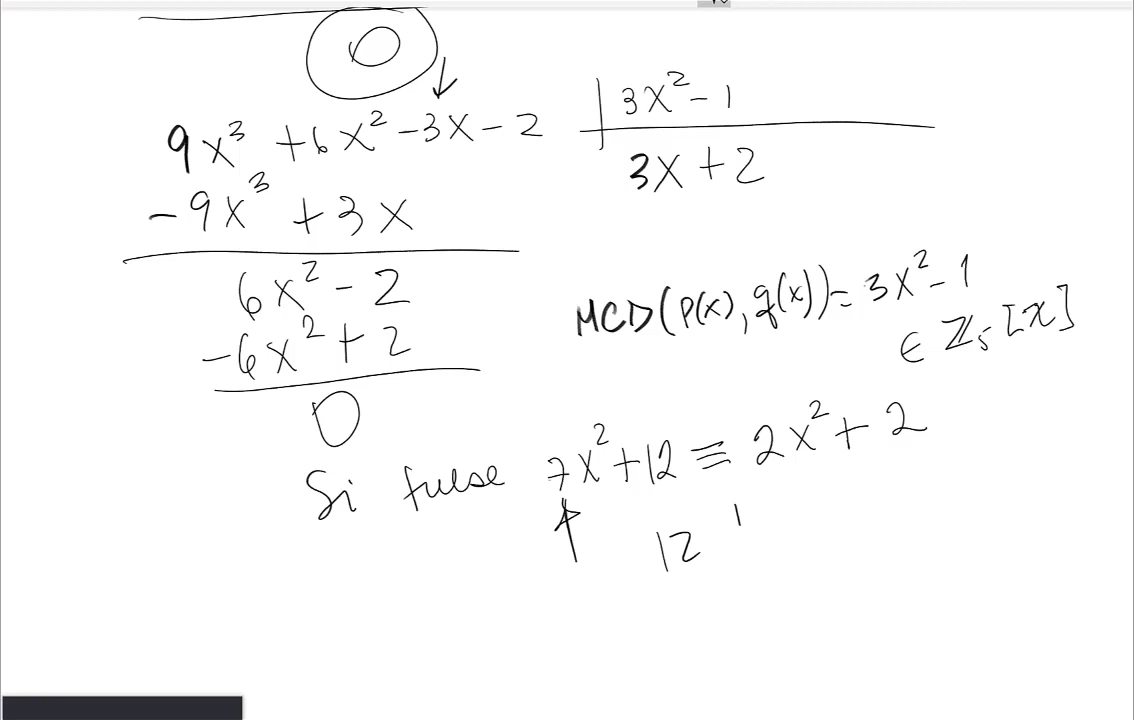 0
9x³ + 6x² - 3x - 2 | 3x² - 1
- 9x³ + 3x
3x + 2
6x² - 2
- 6x² + 2
0
MCD(p(x), q(x)) = 3x² - 1
∈ ℤ₅[x]
Si fuese 7x² + 12 ≡ 2x² + 2
12